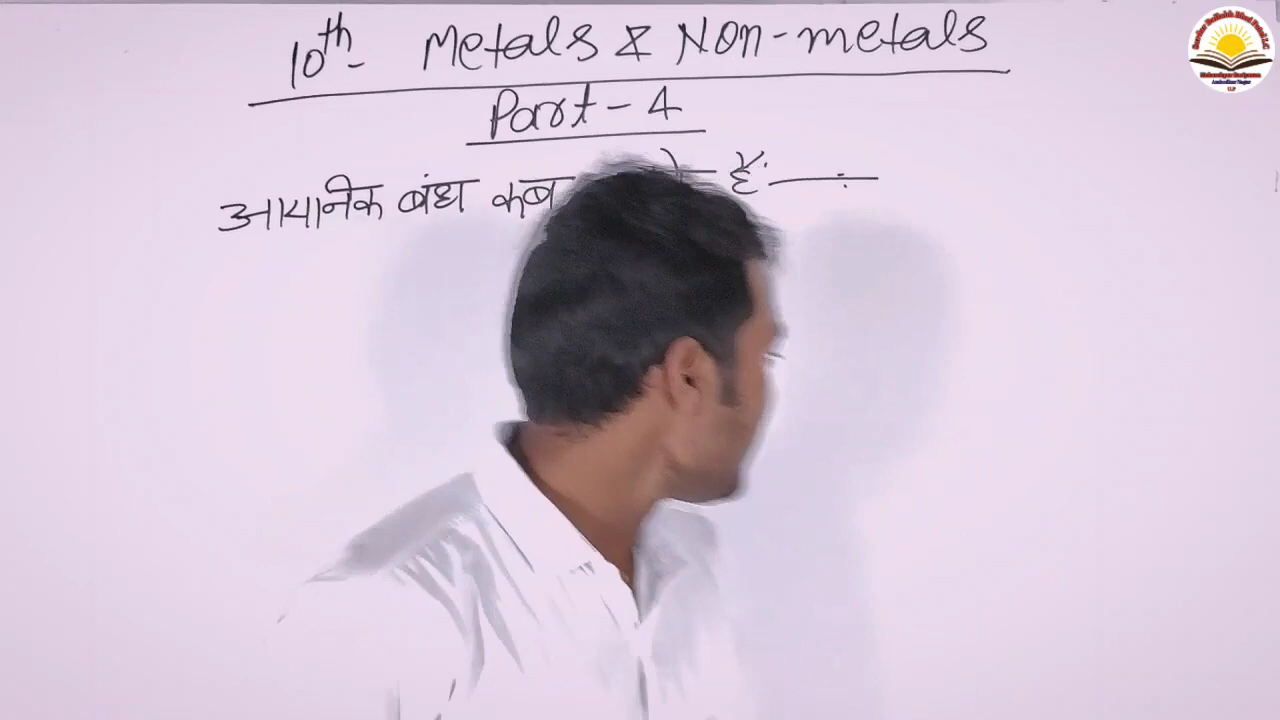 10th- Metals & Non-metals
Part-4
आयनिक बंध कब हैं: